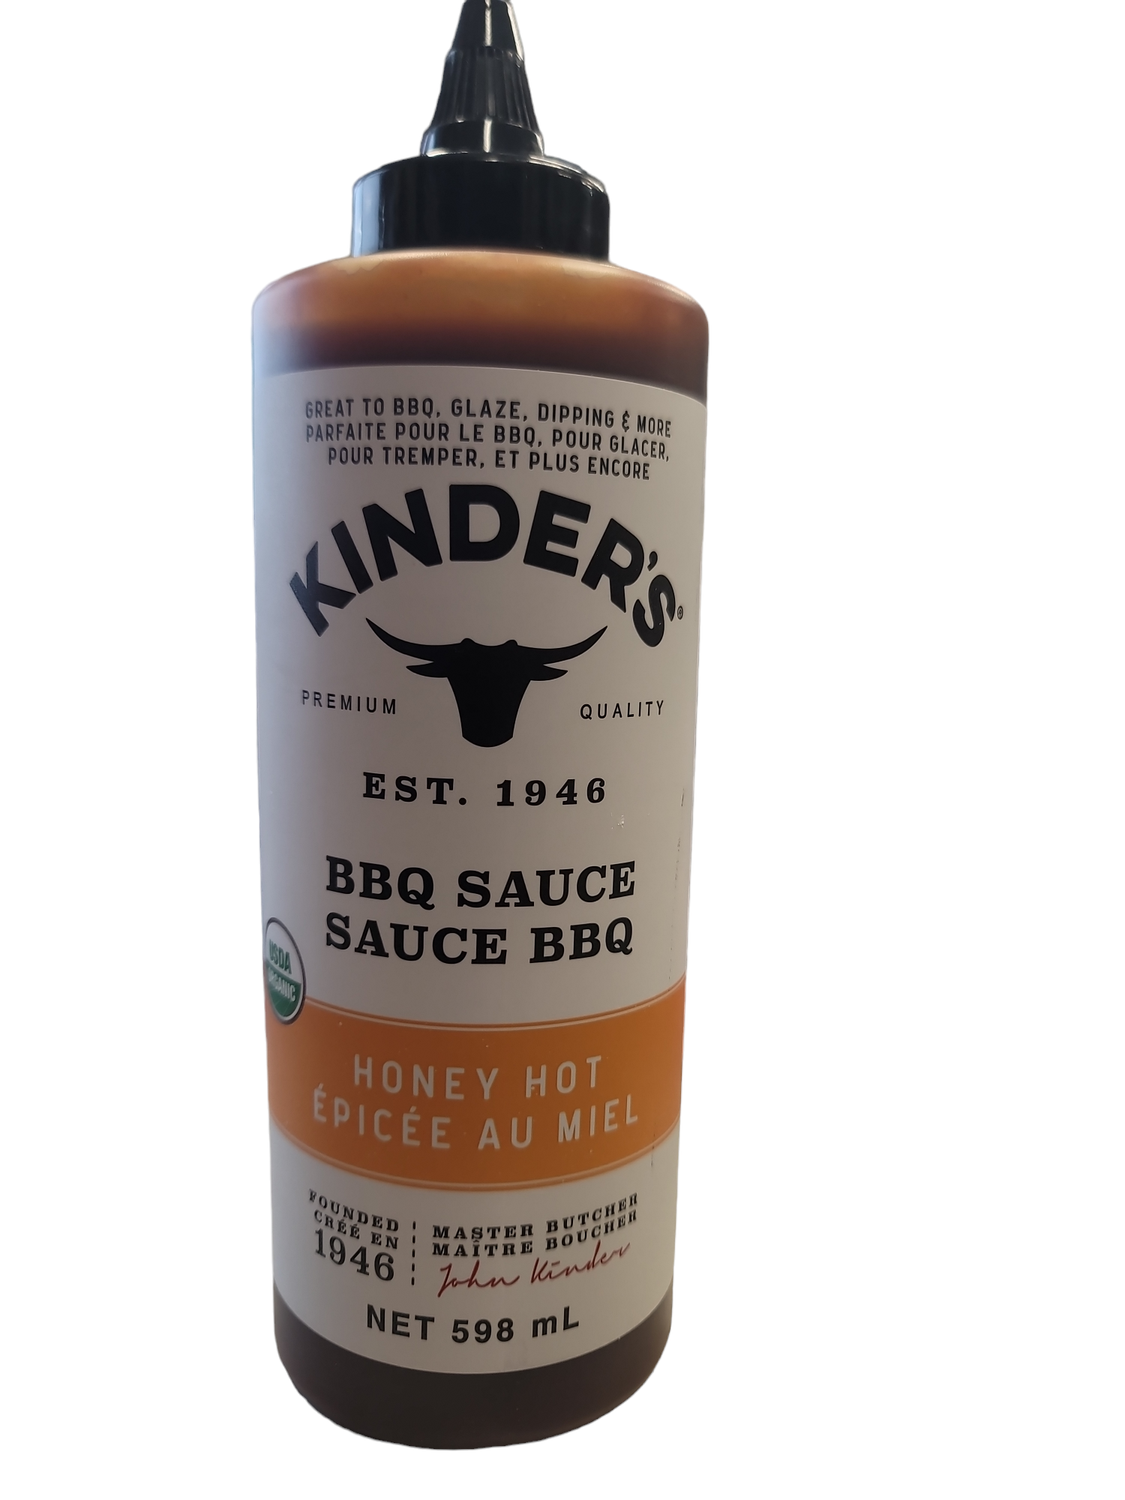 GREAT TO BBQ, GLAZE, DIPPING & MORE
PARFAITE POUR LE BBQ, POUR GLACER,
POUR TREMPER, ET PLUS ENCORE
KINDER'S®
PREMIUM QUALITY
EST. 1946
BBQ SAUCE
SAUCE BBQ
USDA
ORGANIC
HONEY HOT
ÉPICÉE AU MIEL
FOUNDED
CRÉÉ EN
1946
MASTER BUTCHER
MAÎTRE BOUCHER
John Kinder
NET 598 mL